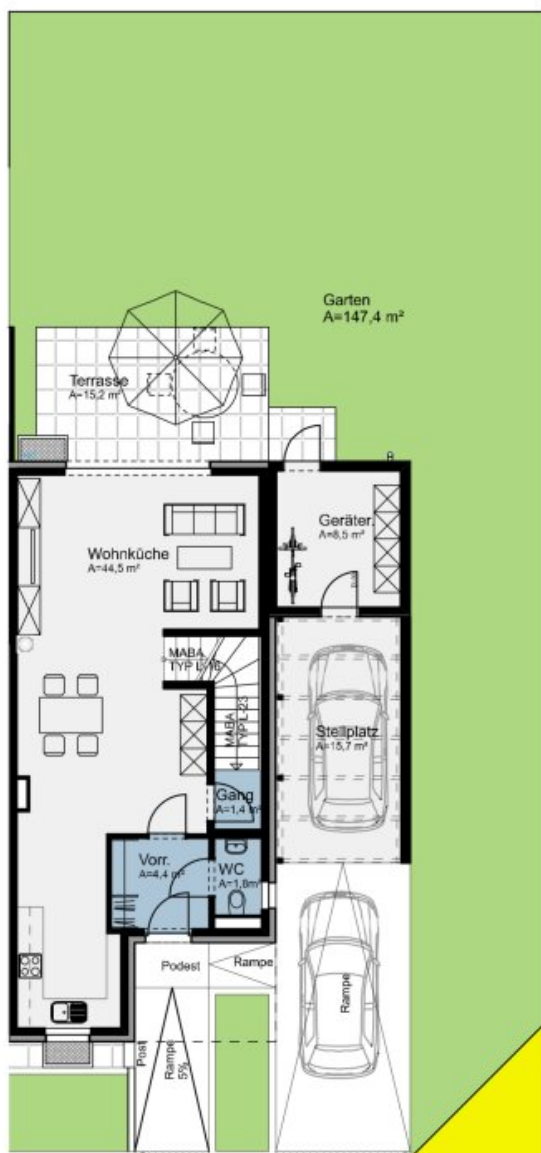 Garten
A=147,4 m²
Terrasse
A=15,2 m²
Geräter.
A=8,5 m²
Wohnküche
A=44,5 m²
MABA
TYP L-16
MABA
TYP L-23
Stellplatz
A=15,7 m²
Gang
A=1,4 m²
Vorr.
A=4,4 m²
WC
A=1,8m²
Podest
Rampe
Rampe
Post
Rampe
5%